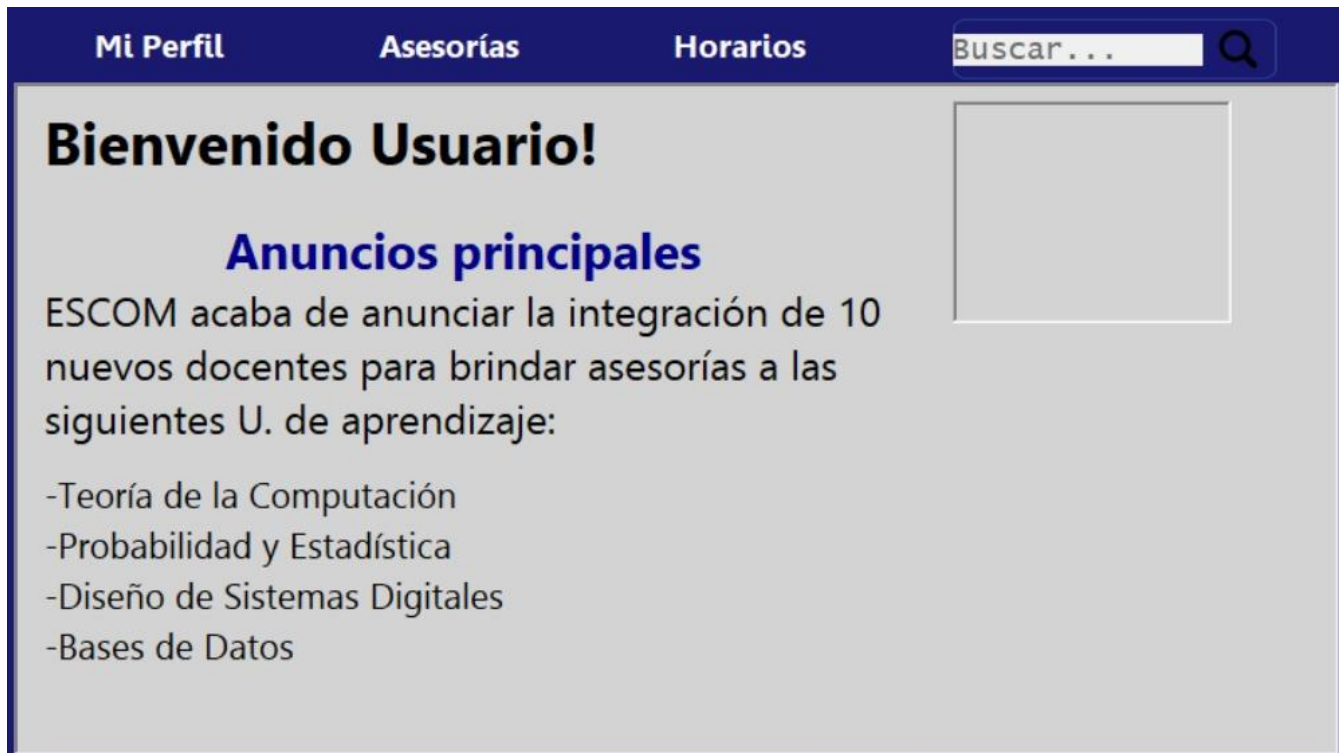 Mi Perfil Asesorías Horarios Buscar...
Bienvenido Usuario!
Anuncios principales
ESCOM acaba de anunciar la integración de 10
nuevos docentes para brindar asesorías a las
siguientes U. de aprendizaje:
-Teoría de la Computación
-Probabilidad y Estadística
-Diseño de Sistemas Digitales
-Bases de Datos